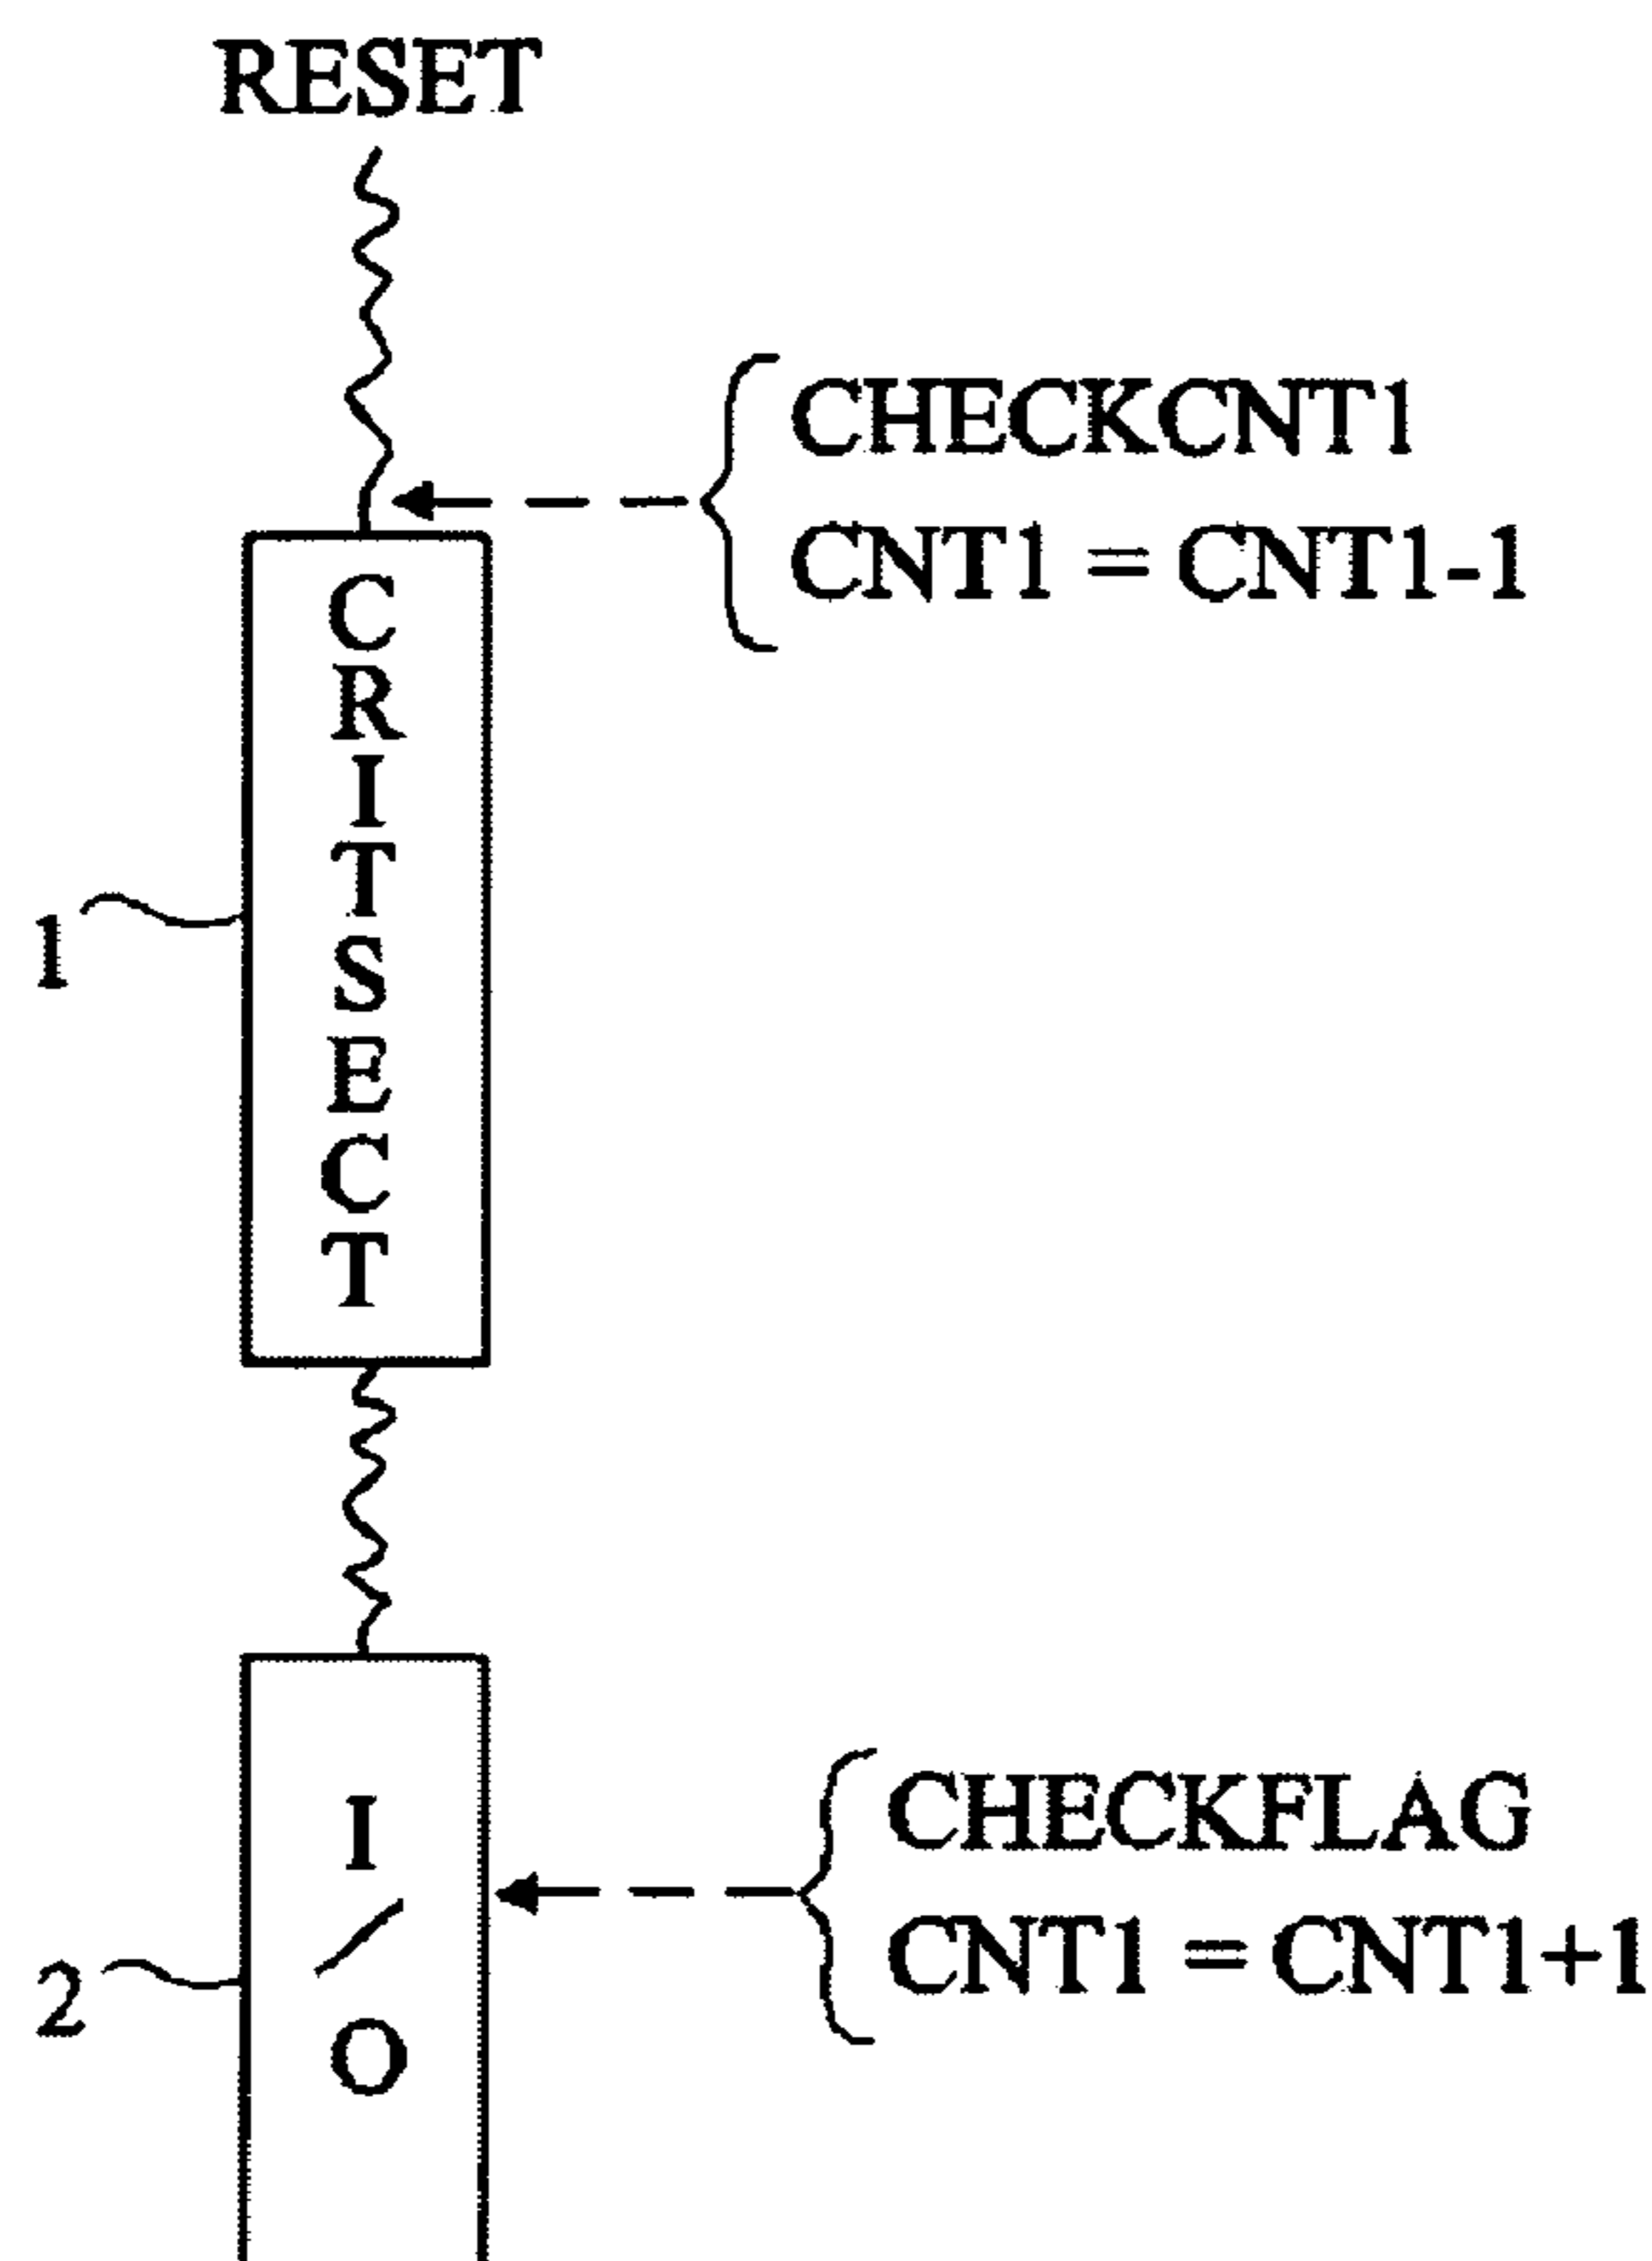 RESET
CHECKCNT1
CNT1 = CNT1-1
CRITSECT
1
I/O
CHECKFLAG
CNT1 = CNT1+1
2